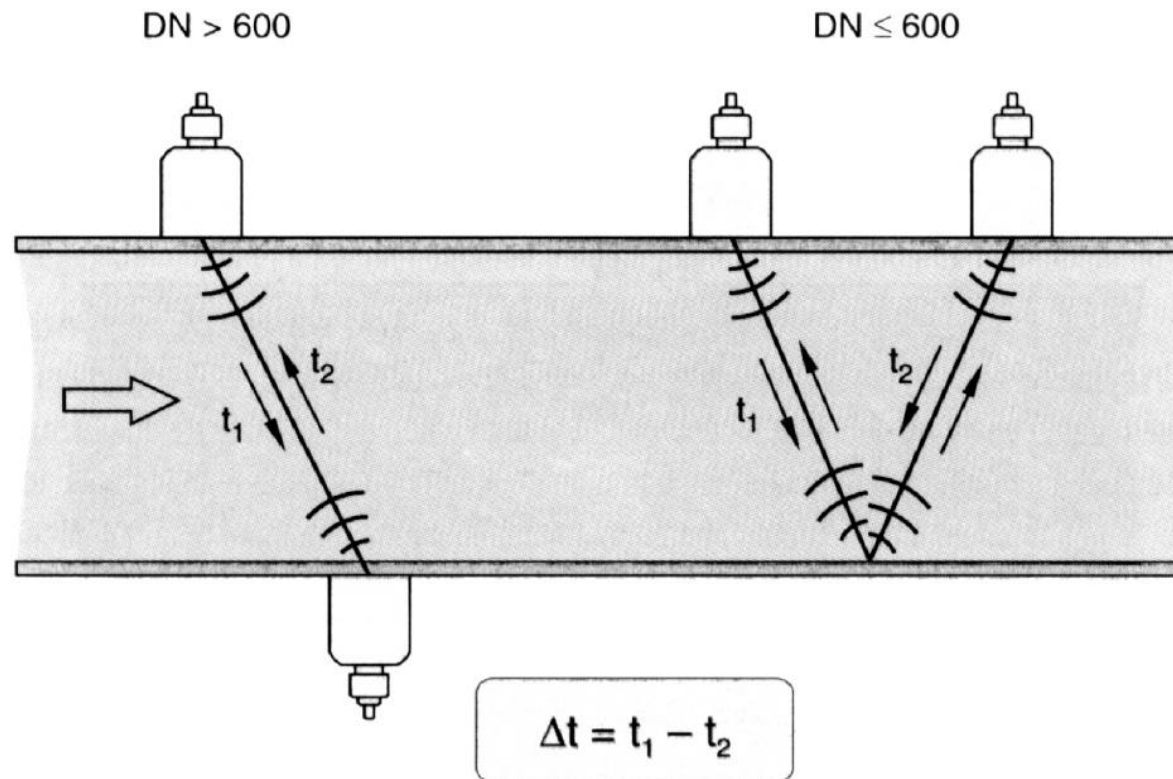 DN > 600
DN ≤ 600
t₂
t₁
t₂
t₁
Δt = t₁ − t₂